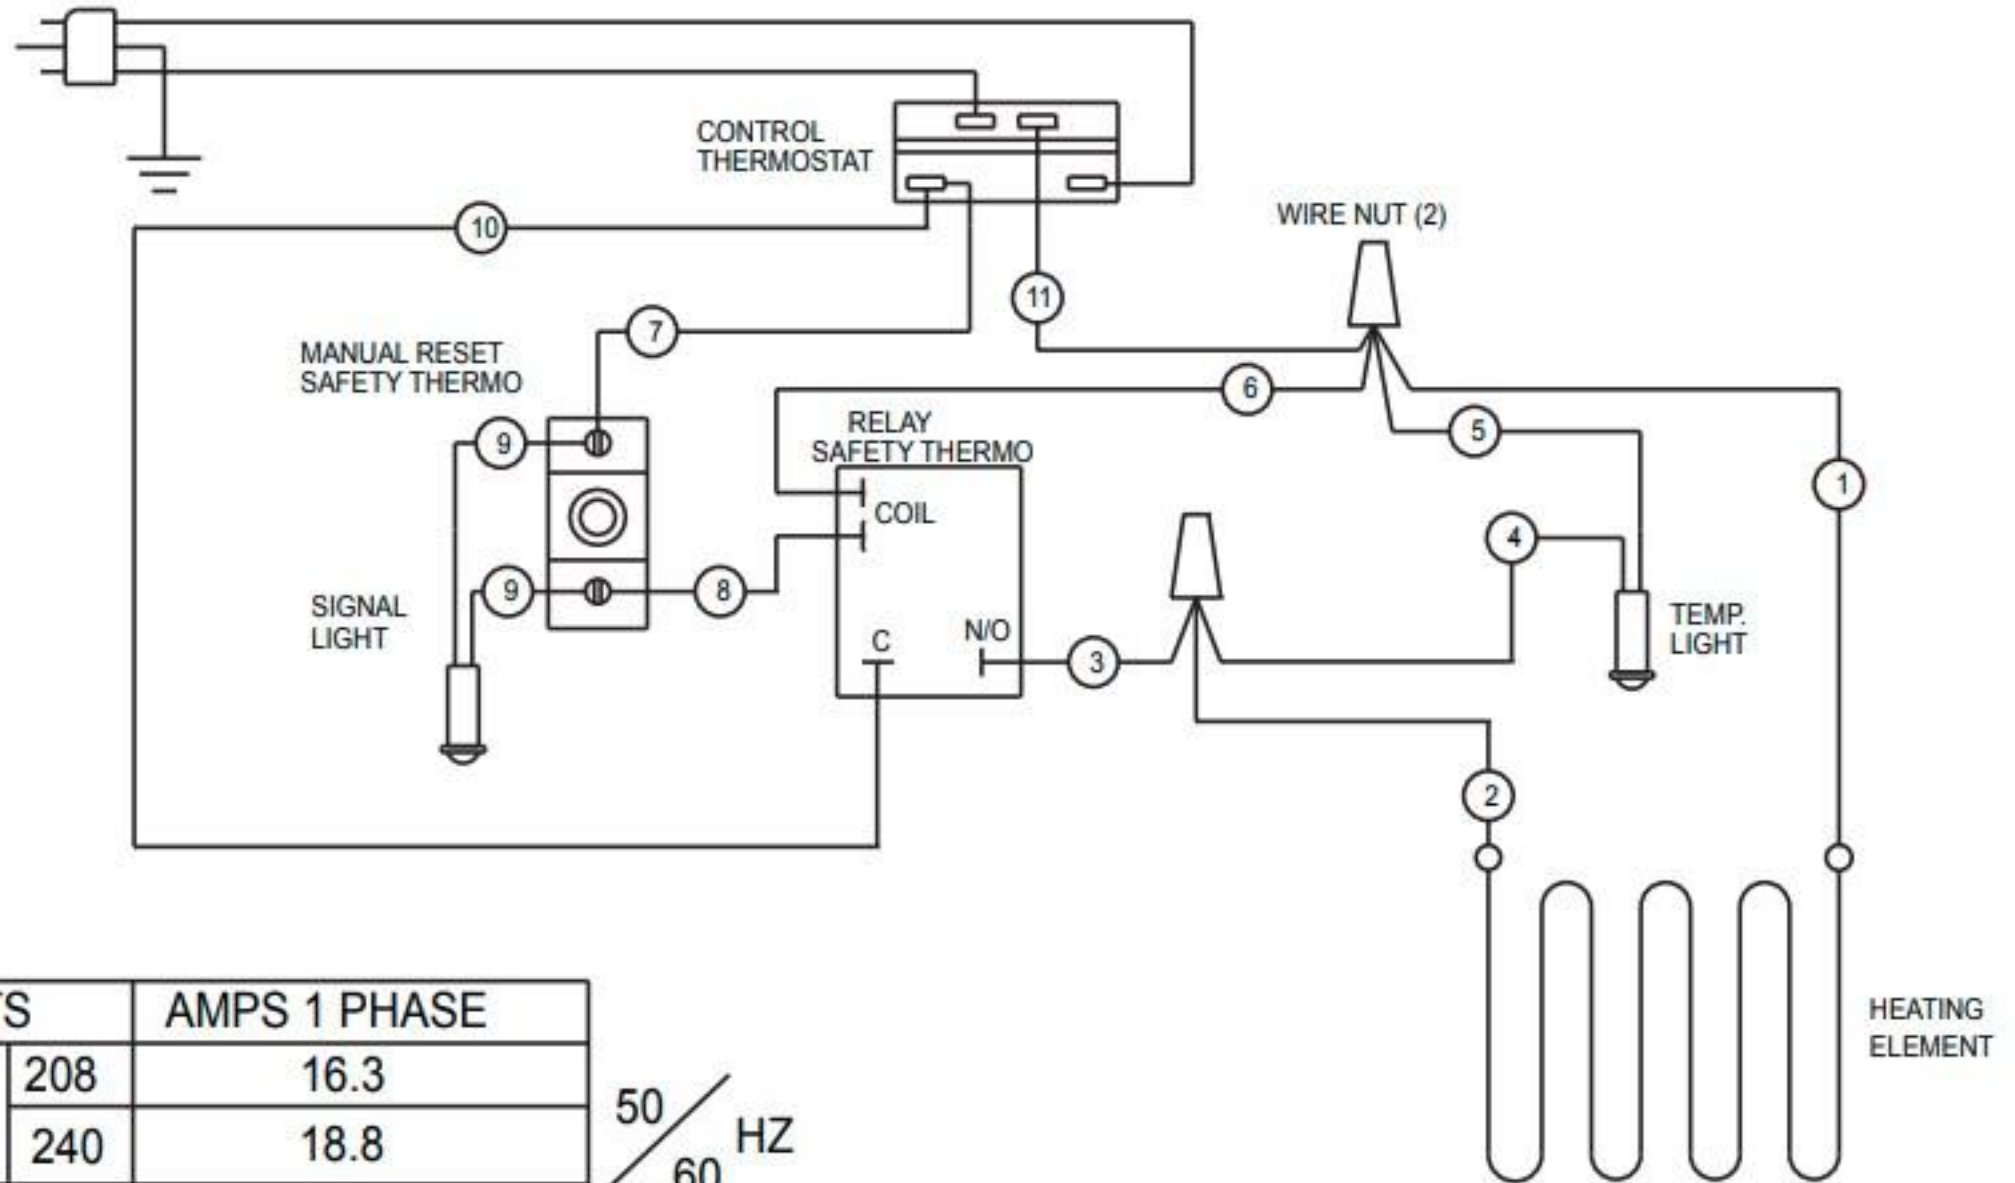 CONTROL
THERMOSTAT
WIRE NUT (2)
10
11
7
MANUAL RESET
SAFETY THERMO
6
RELAY
SAFETY THERMO
5
9
1
COIL
4
9
8
SIGNAL
LIGHT
TEMP.
LIGHT
C
N/O
3
2
HEATING
ELEMENT
AMPS 1 PHASE
208
16.3
240
18.8
50
60
HZ